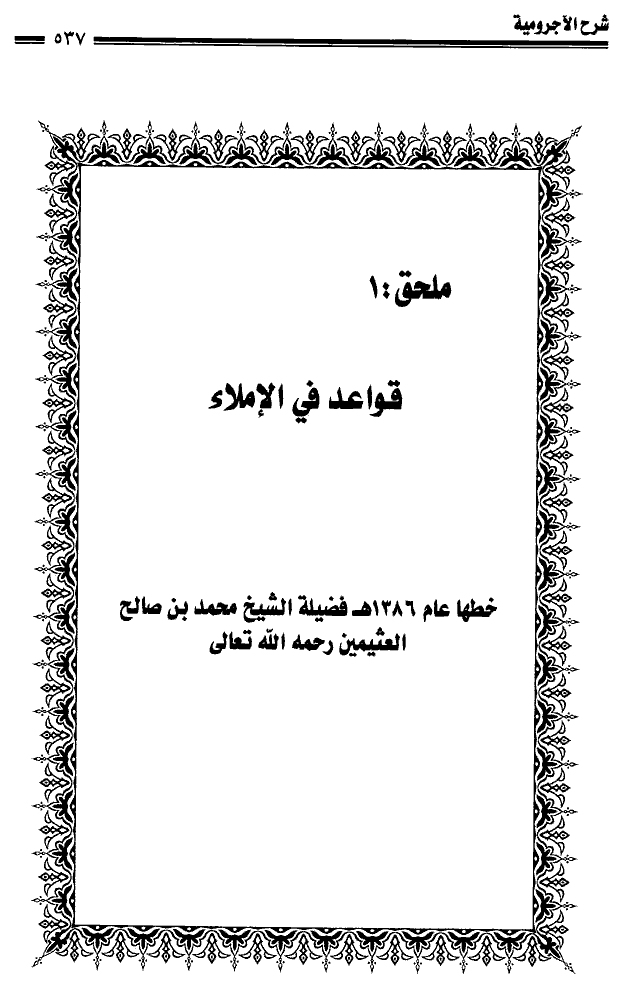 شرح الآجرومية
٥٣٧
ملحق :١
قواعد في الإملاء
خطها عام ١٣٨٦هـ فضيلة الشيخ محمد بن صالح
العثيمين رحمه الله تعالى